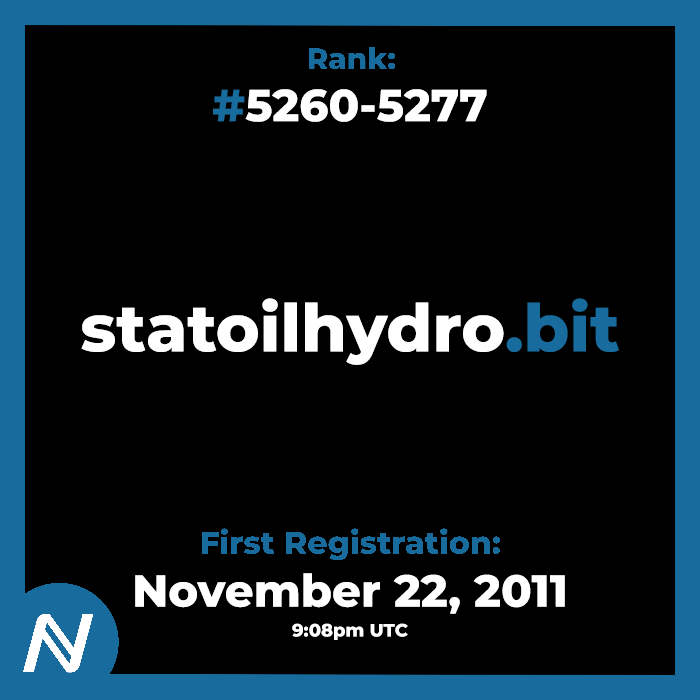 Rank:
#5260-5277
statoilhydro.bit
First Registration:
November 22, 2011
9:08pm UTC
N